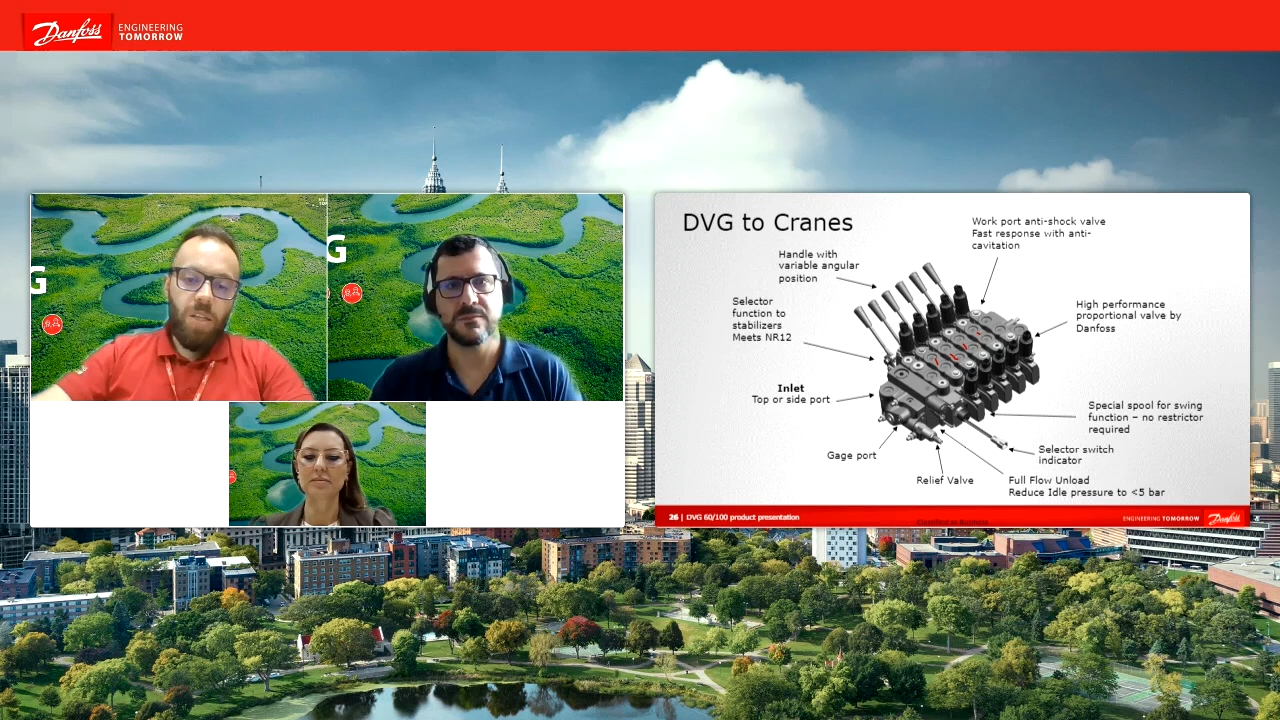 Danfoss
ENGINEERING
TOMORROW
G
G
DVG to Cranes
Work port anti-shock valve
Fast response with anti-
cavitation
Handle with
variable angular
position
Selector
function to
stabilizers
Meets NR12
High performance
proportional valve by
Danfoss
Inlet
Top or side port
Special spool for swing
function – no restrictor
required
Gage port
Selector switch
indicator
Relief Valve
Full Flow Unload
Reduce Idle pressure to <5 bar
26 | DVG 60/100 product presentation
Classified as Business
ENGINEERING TOMORROW
Danfoss